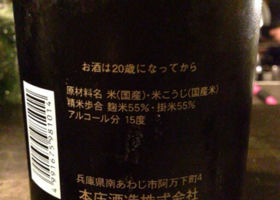 お酒は20歳になってから
原材料名 米(国産)・米こうじ(国産米)
精米歩合 麹米55%・掛米55%
アルコール分 15度
兵庫県南あわじ市阿万下町4
本庄酒造株式会社
4991675981014